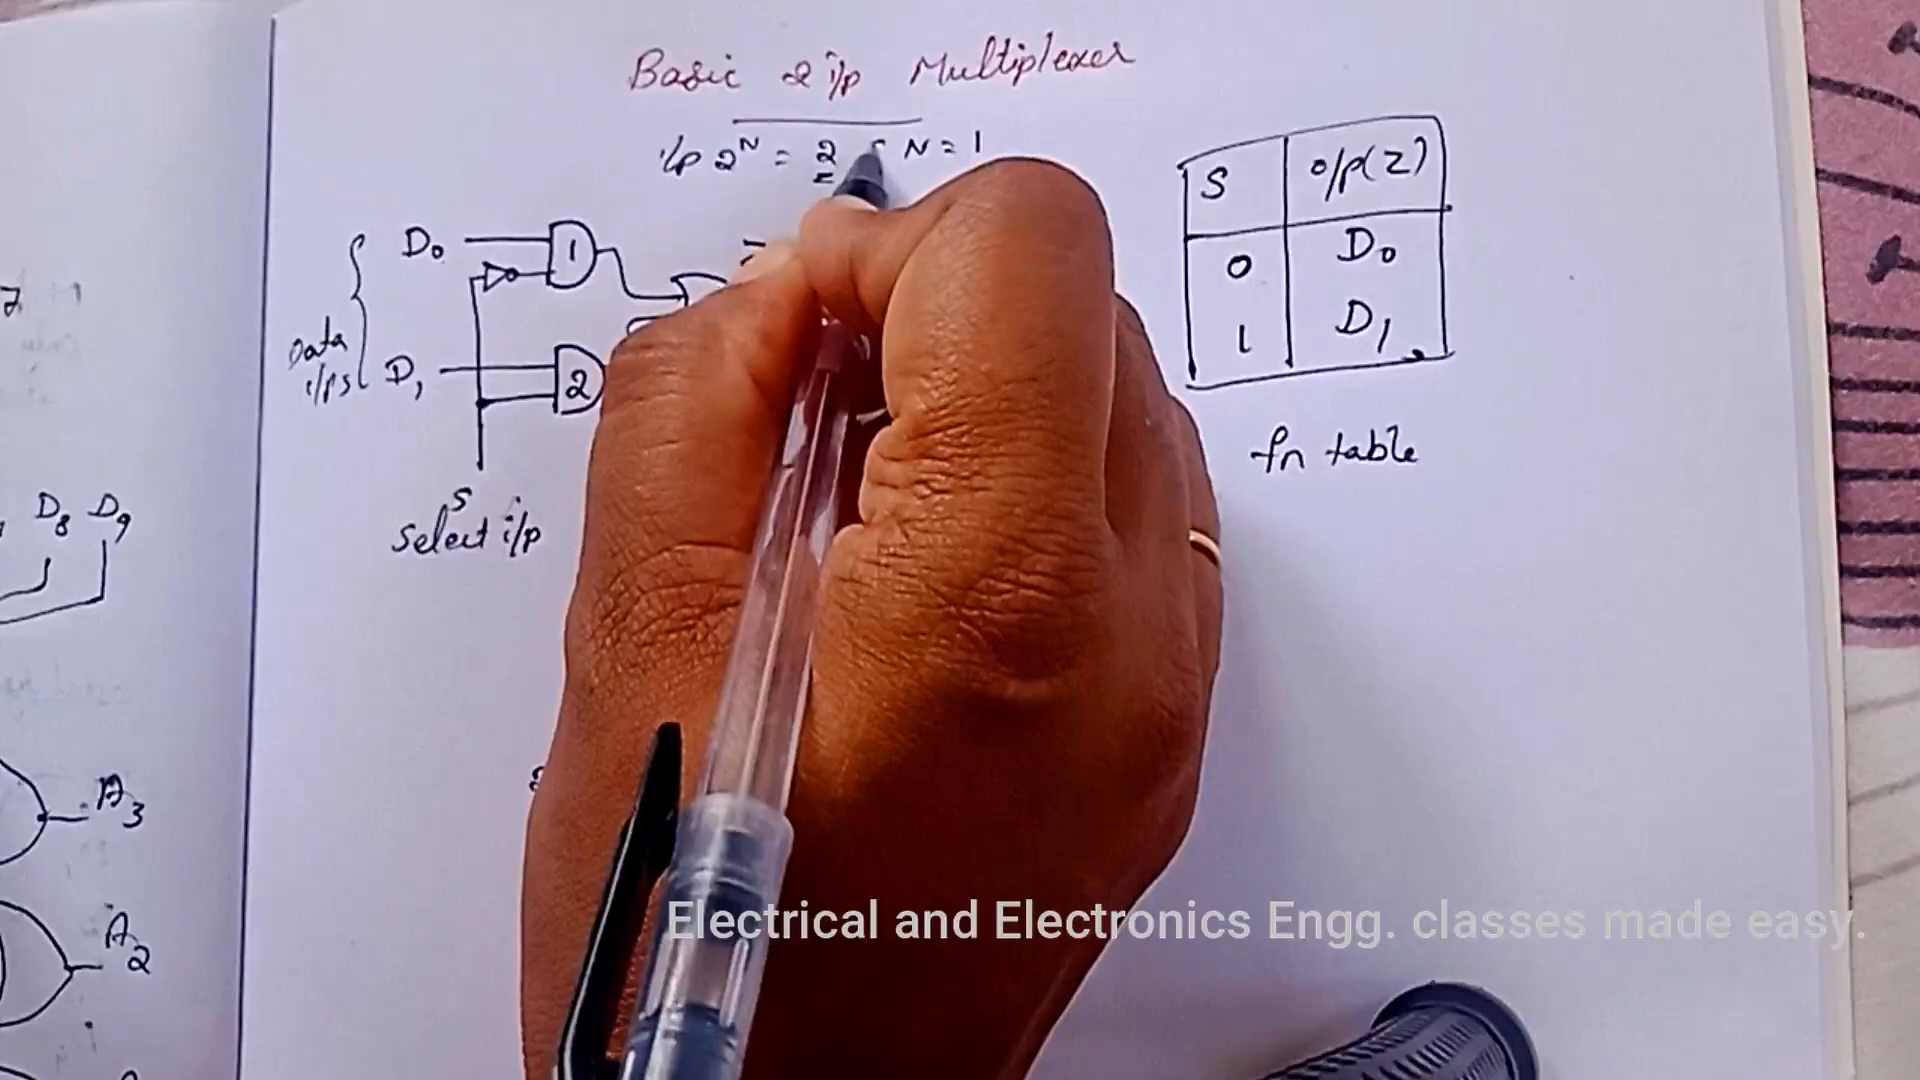 Basic 2 i/p Multiplexer
i/p 2^N = 2 N = 1
S o/p(Z)
0 D0
1 D1
fn table
D0
1
Data
i/ps
D1
2
S
Select i/p
D8 D9
A3
A2
Electrical and Electronics Engg. classes made easy.